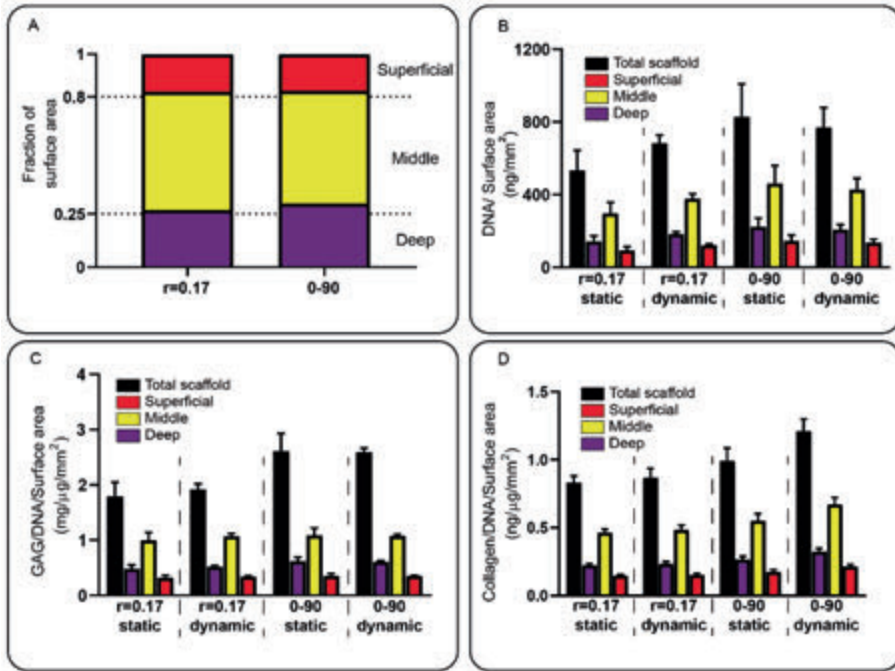 A
Fraction of
surface area
1
0.8
0.25
0
Superficial
Middle
Deep
r=0.17
0-90
B
DNA/ Surface area
(ng/mm²)
1200
800
400
0
Total scaffold
Superficial
Middle
Deep
r=0.17 r=0.17 0-90 0-90
static dynamic static dynamic
C
GAG/DNA/Surface area
(mg/µg/mm²)
4
3
2
1
0
Total scaffold
Superficial
Middle
Deep
r=0.17 r=0.17 0-90 0-90
static dynamic static dynamic
D
Collagen/DNA/Surface area
(ng/µg/mm²)
1.5
1.0
0.5
0.0
Total scaffold
Superficial
Middle
Deep
r=0.17 r=0.17 0-90 0-90
static dynamic static dynamic